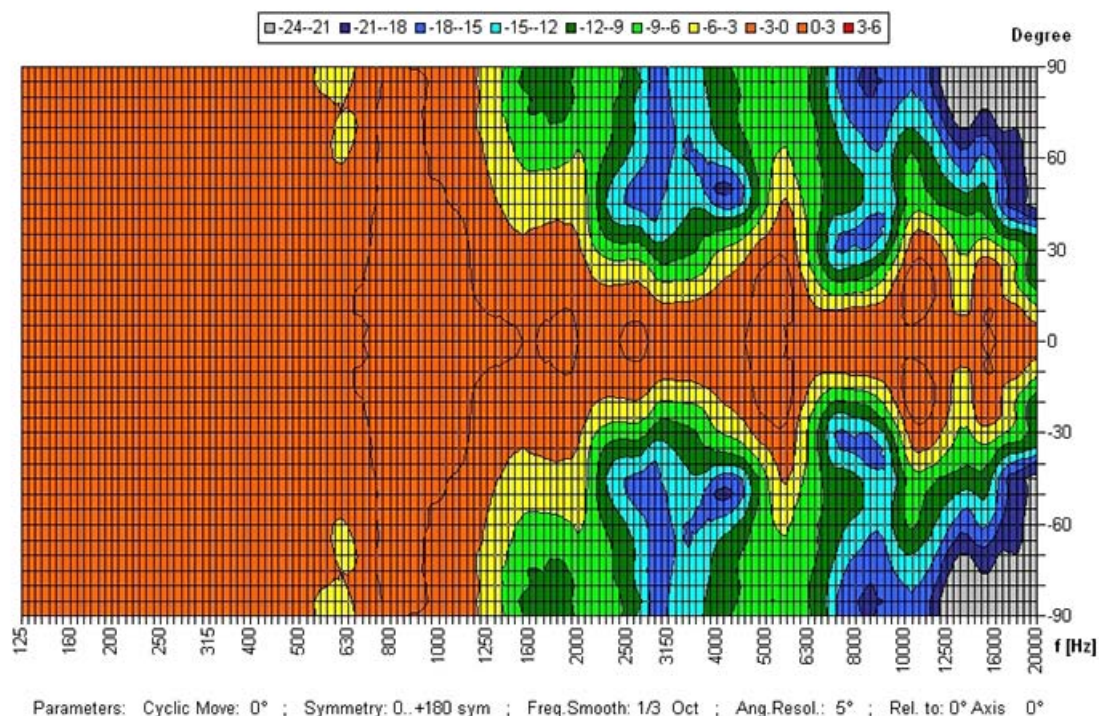 -24--21 -21--18 -18--15 -15--12 -12--9 -9--6 -6--3 -3-0 0-3 3-6
Degree
90
60
30
0
-30
-60
-90
125 160 200 250 315 400 500 630 800 1000 1250 1600 2000 2500 3150 4000 5000 6300 8000 10000 12500 16000 20000
f [Hz]
Parameters: Cyclic Move: 0° ; Symmetry: 0..+180 sym ; Freq.Smooth: 1/3 Oct ; Ang.Resol.: 5° ; Rel. to: 0° Axis 0°